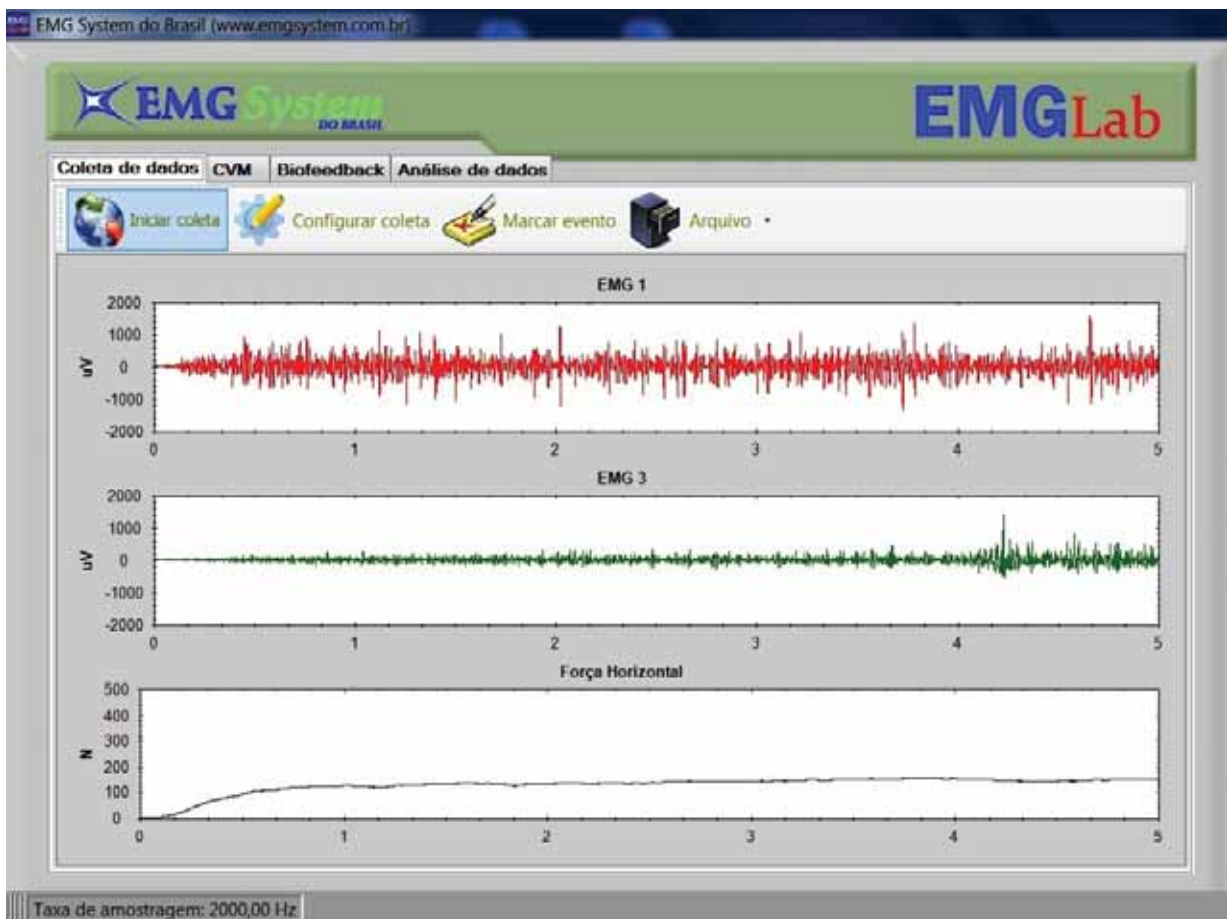 EMG System do Brasil (www.emgsystem.com.br) -
EMG System
DO BRASIL
EMGLab
Coleta de dados CVM Biofeedback Análise de dados
Iniciar coleta Configurar coleta Marcar evento Arquivo
EMG 1
uV
2000
1000
0
-1000
-2000
0 1 2 3 4 5
EMG 3
uV
2000
1000
0
-1000
-2000
0 1 2 3 4 5
Força Horizontal
N
500
400
300
200
100
0
0 1 2 3 4 5
Taxa de amostragem: 2000,00 Hz